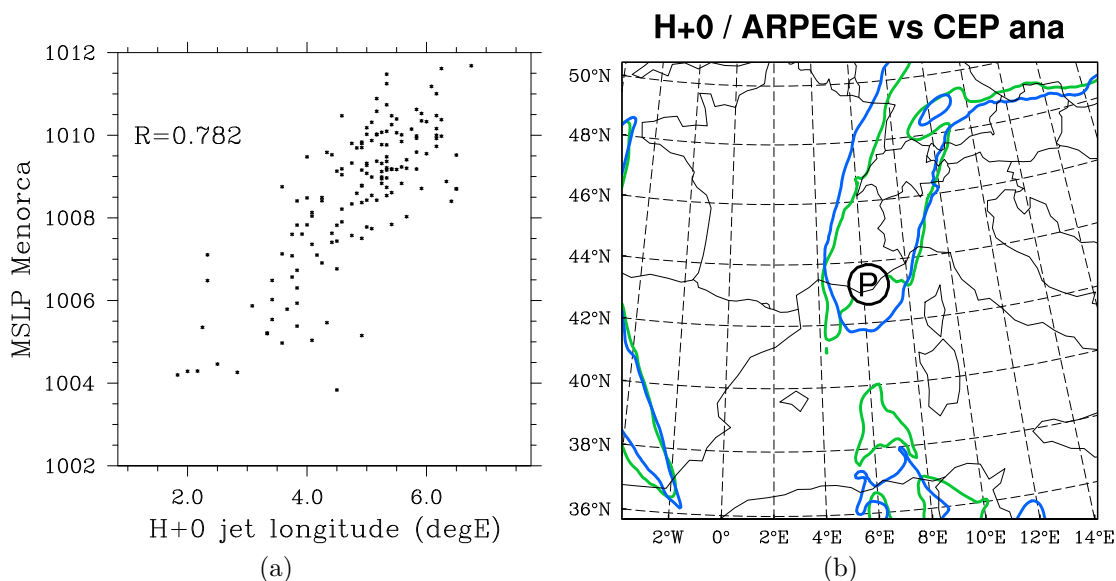 H+0 / ARPEGE vs CEP ana
1012
1010
1008
1006
1004
1002
MSLP Menorca
R=0.782
2.0 4.0 6.0
H+0 jet longitude (degE)
(a)
50°N
48°N
46°N
44°N
42°N
40°N
38°N
36°N
P
2°W 0° 2°E 4°E 6°E 8°E 10°E 12°E 14°E
(b)